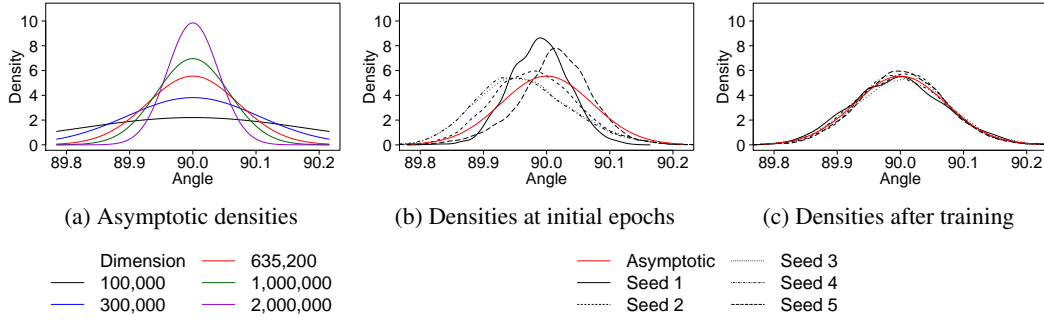 10
8
6
4
2
0
Density
89.8 89.9 90.0 90.1 90.2
Angle
(a) Asymptotic densities
10
8
6
4
2
0
Density
89.8 89.9 90.0 90.1 90.2
Angle
(b) Densities at initial epochs
10
8
6
4
2
0
Density
89.8 89.9 90.0 90.1 90.2
Angle
(c) Densities after training
Dimension 635,200
100,000 1,000,000
300,000 2,000,000
Asymptotic Seed 3
Seed 1 Seed 4
Seed 2 Seed 5